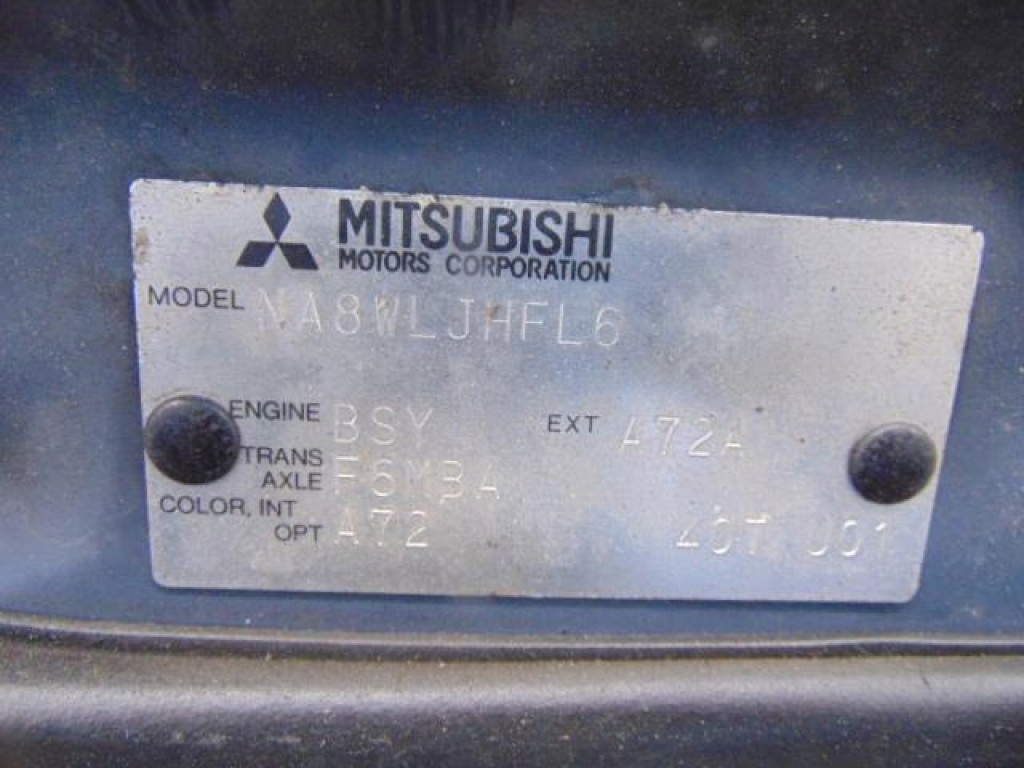 MITSUBISHI
MOTORS CORPORATION
MODEL NA8WLJHFL6
ENGINE BSY EXT A72A
TRANS
AXLE F6MBA
COLOR, INT
OPT A72